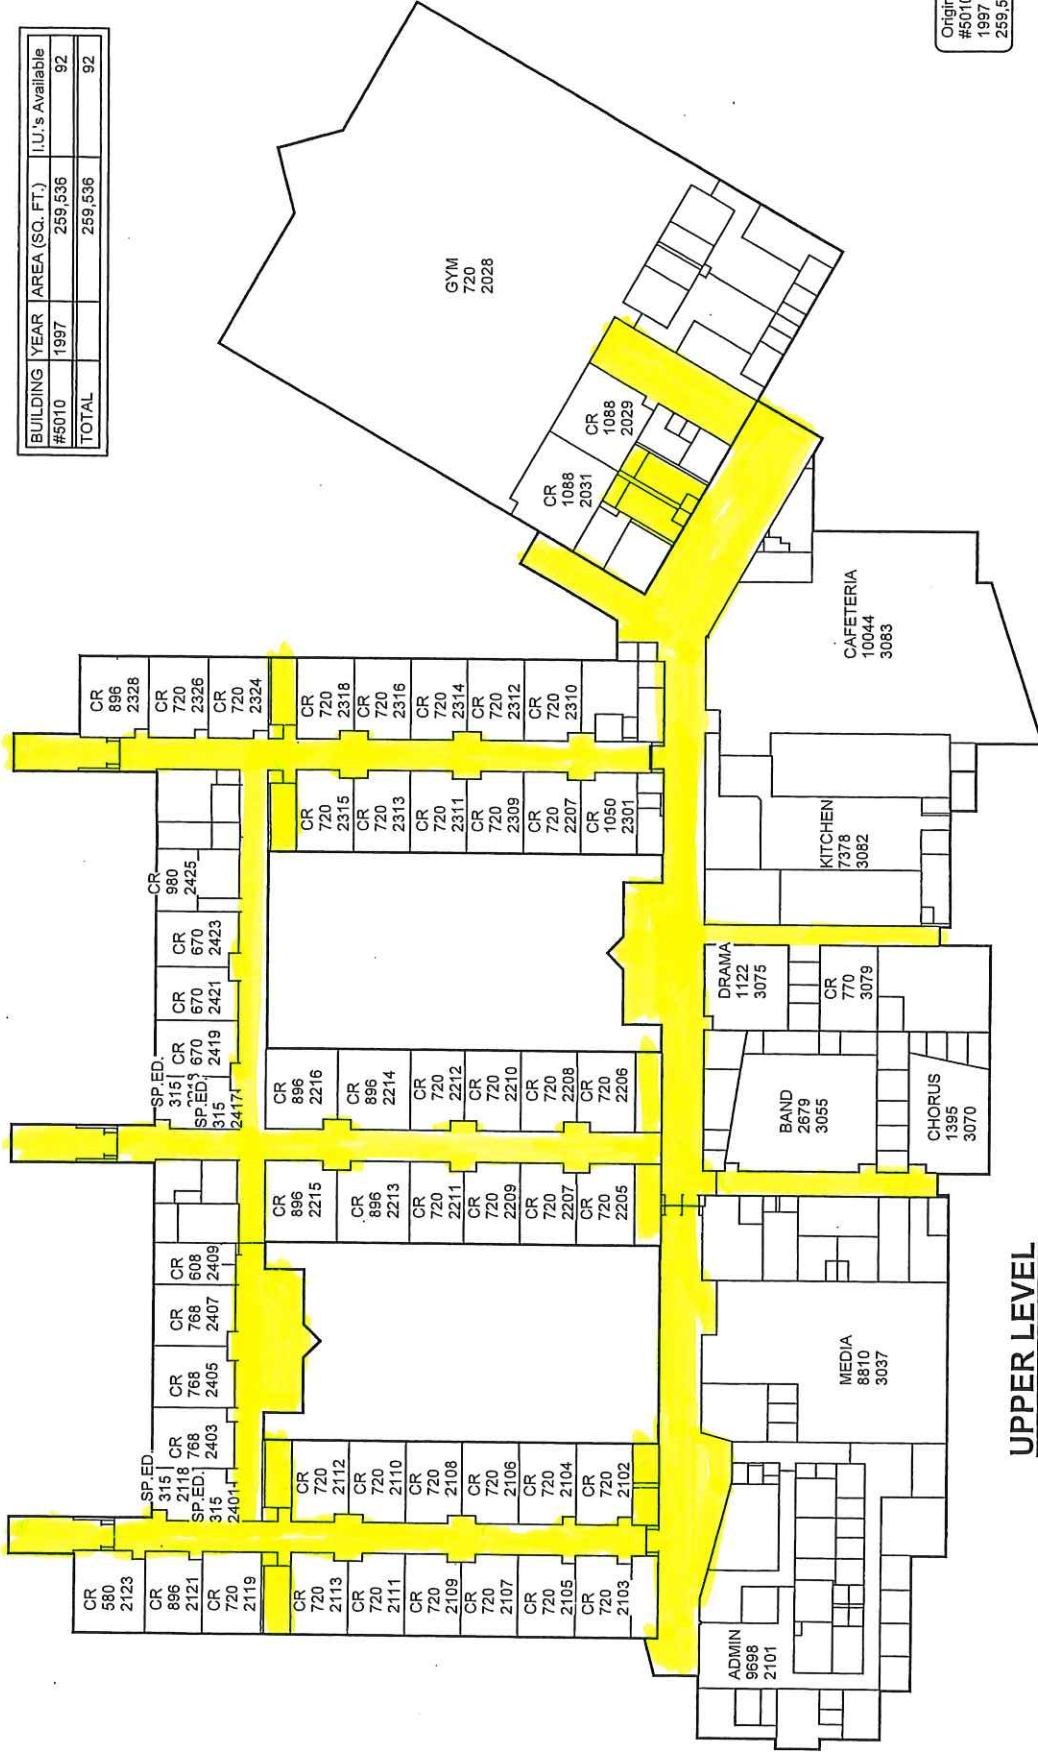 BUILDING YEAR AREA (SQ. FT.) I.U.'s Available
#5010 1997 259,536 92
TOTAL 259,536 92
#5010
1997
GYM
720
2028
CR
1088
2029
CR
1088
2031
CR
896
2328
CR
720
2326
CR
720
2324
CR
720
2318
CR
720
2316
CR
720
2314
CR
720
2312
CR
720
2310
CR
720
2315
CR
720
2313
CR
720
2311
CR
720
2309
CR
720
2207
CR
1050
2301
CR
980
2425
CR
670
2423
CR
670
2421
CR
670
2419
SP.ED.
315
SP.ED.
315
2417
CR
896
2216
CR
896
2214
CR
720
2212
CR
720
2210
CR
720
2208
CR
720
2206
CR
896
2215
CR
896
2213
CR
720
2211
CR
720
2209
CR
720
2207
CR
720
2205
CR
608
2409
CR
768
2407
CR
768
2405
CR
768
2403
SP.ED.
315
2118
SP.ED.
315
2401
CR
720
2112
CR
720
2110
CR
720
2108
CR
720
2106
CR
720
2104
CR
720
2102
CR
580
2123
CR
896
2121
CR
720
2119
CR
720
2113
CR
720
2111
CR
720
2109
CR
720
2107
CR
720
2105
CR
720
2103
CAFETERIA
10044
3083
KITCHEN
7378
3082
DRAMA
1122
3075
CR
770
3079
BAND
2679
3055
CHORUS
1395
3070
MEDIA
8810
3037
ADMIN
9698
2101
UPPER LEVEL